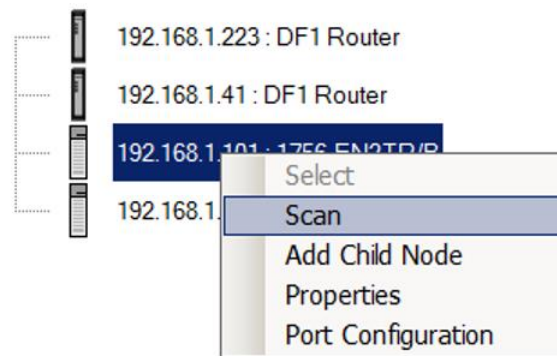 192.168.1.223 : DF1 Router
192.168.1.41 : DF1 Router
192.168.1.101 : 1756-EN2TR/B
192.168.1.
Select
Scan
Add Child Node
Properties
Port Configuration